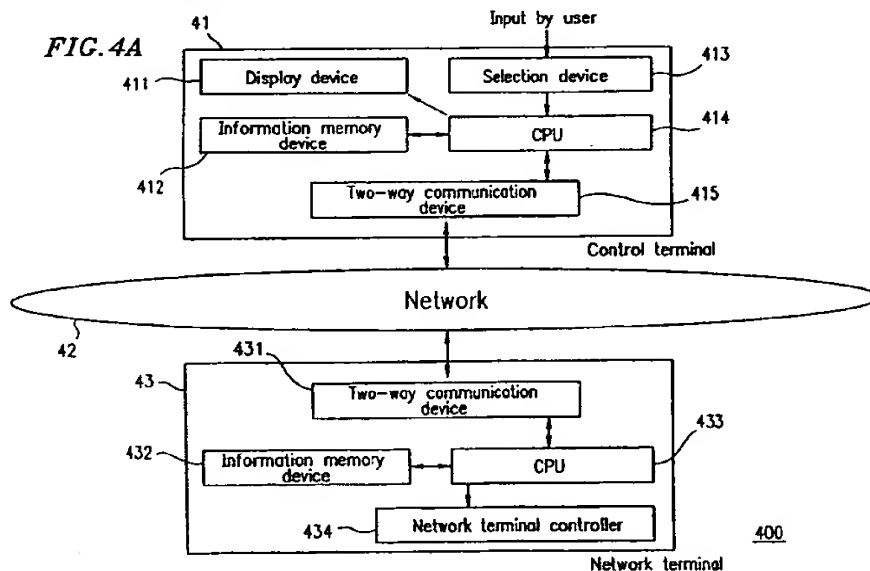 FIG.4A
41
Input by user
411
Display device
Selection device
413
Information memory
device
412
CPU
414
Two-way communication
device
415
Control terminal
Network
42
43
431
Two-way communication
device
432
Information memory
device
CPU
433
434
Network terminal controller
400
Network terminal